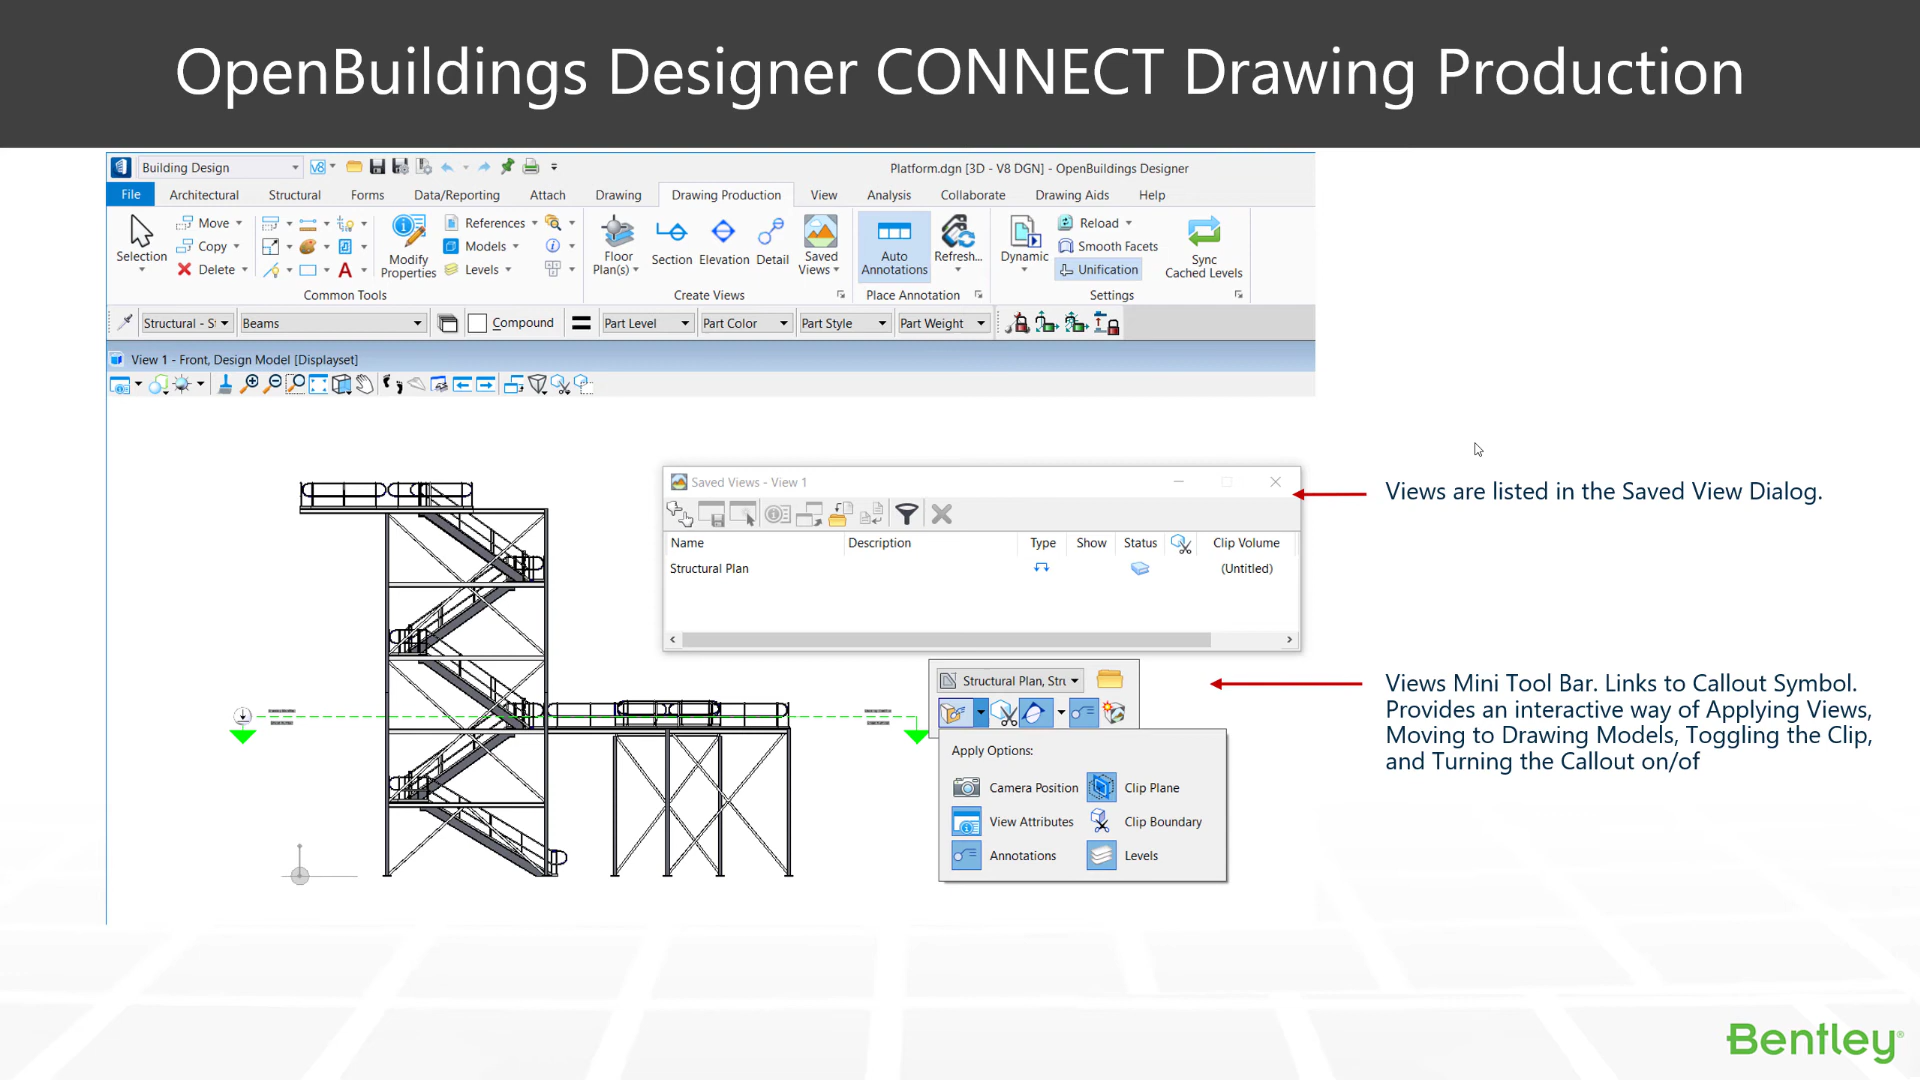 OpenBuildings Designer CONNECT Drawing Production
Building Design
V8
Platform.dgn [3D - V8 DGN] - OpenBuildings Designer
File Architectural Structural Forms Data/Reporting Attach Drawing Drawing Production View Analysis Collaborate Drawing Aids Help
Selection
Move
Copy
Delete
Modify
Properties
References
Models
Levels
Common Tools
Floor
Plan(s)
Section
Elevation
Detail
Saved
Views
Create Views
Auto
Annotations
Refresh...
Place Annotation
Dynamic
Reload
Smooth Facets
Unification
Sync
Cached Levels
Settings
Structural - S Beams Compound Part Level Part Color Part Style Part Weight
View 1 - Front, Design Model [Displayset]
Saved Views - View 1
Name Description Type Show Status Clip Volume
Structural Plan (Untitled)
Views are listed in the Saved View Dialog.
Structural Plan, Stru
Apply Options:
Camera Position Clip Plane
View Attributes Clip Boundary
Annotations Levels
Views Mini Tool Bar. Links to Callout Symbol.
Provides an interactive way of Applying Views,
Moving to Drawing Models, Toggling the Clip,
and Turning the Callout on/of
Bentley®